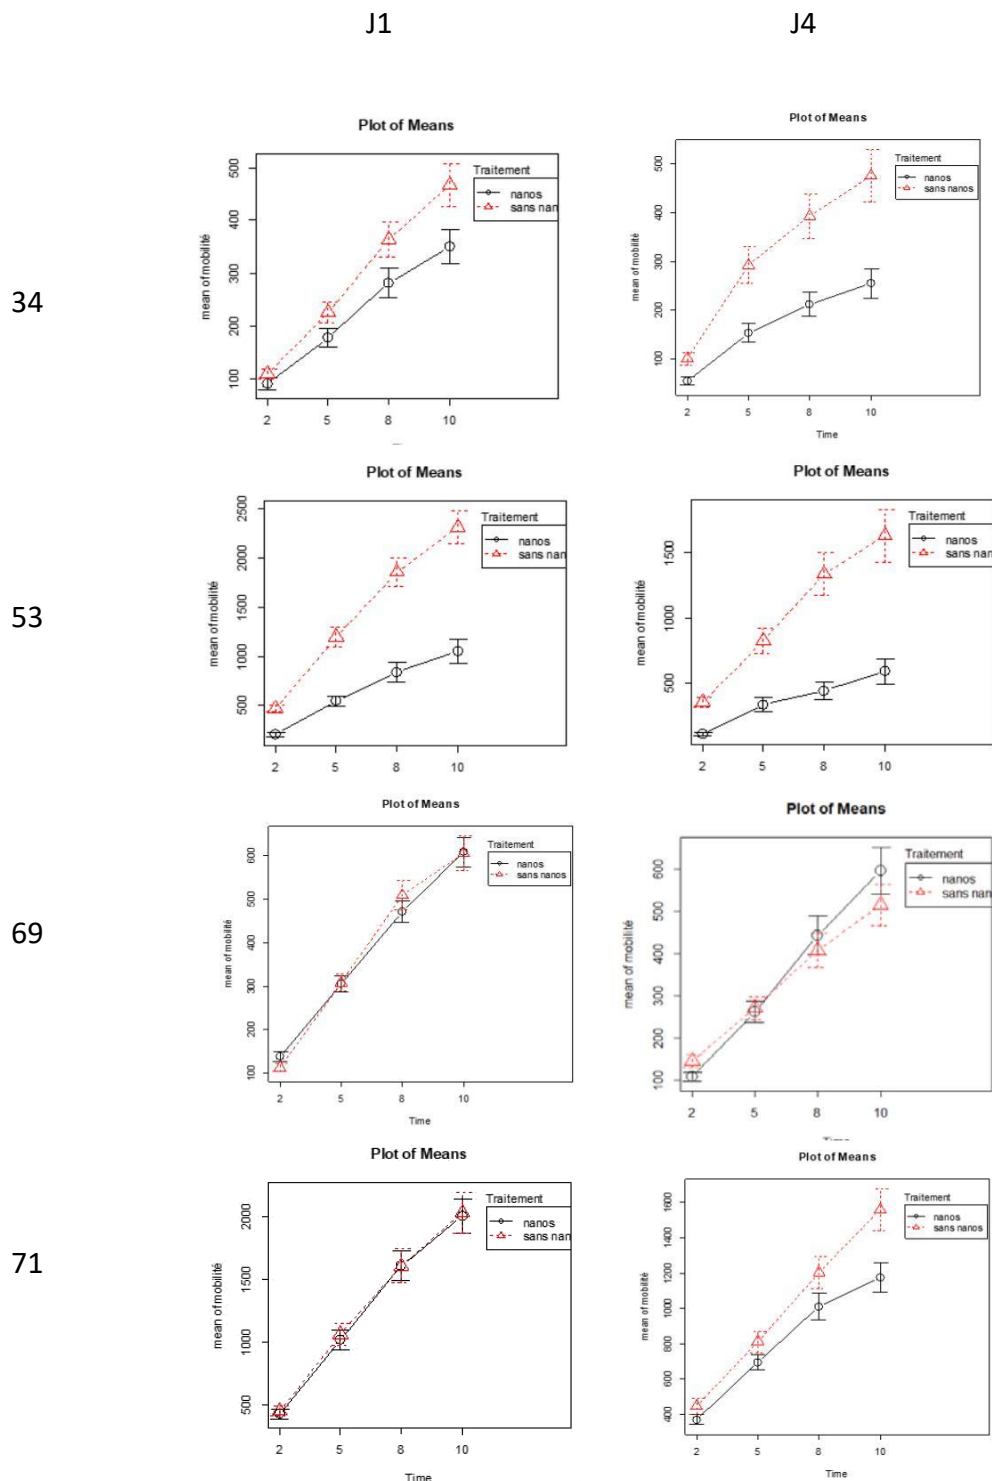 J1
J4
34
Plot of Means
mean of mobilité
500
400
300
200
100
2 5 8 10
Traitement
nanos
sans nan
Plot of Means
mean of mobilité
500
400
300
200
100
2 5 8 10
Time
Traitement
nanos
sans nanos
53
Plot of Means
mean of mobilité
2500
2000
1500
1000
500
2 5 8 10
Traitement
nanos
sans nan
Plot of Means
mean of mobilité
1500
1000
500
2 5 8 10
Traitement
nanos
sans nan
69
Plot of Means
mean of mobilité
600
500
400
300
200
100
2 5 8 10
Time
Traitement
nanos
sans nanos
Plot of Means
mean of mobilité
600
500
400
300
200
100
2 5 8 10
Traitement
nanos
sans nan
71
Plot of Means
mean of mobilité
2000
1500
1000
500
2 5 8 10
Time
Traitement
nanos
sans nan
Plot of Means
mean of mobilité
1600
1400
1200
1000
800
600
400
2 5 8 10
Time
Traitement
nanos
sans nanos